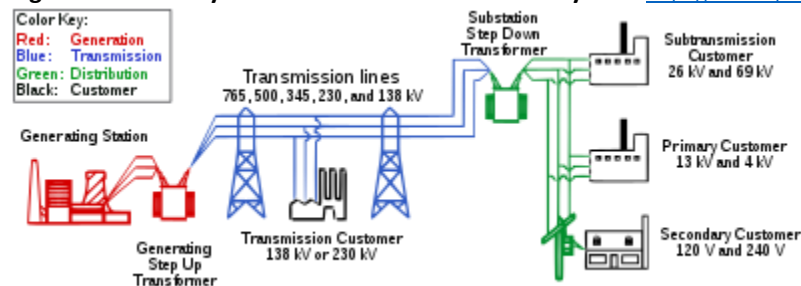 Color Key:
Red: Generation
Blue: Transmission
Green: Distribution
Black: Customer
Substation
Step Down
Transformer
Subtransmission
Customer
26 kV and 69 kV
Transmission lines
765, 500, 345, 230, and 138 kV
Generating Station
Primary Customer
13 kV and 4 kV
Transmission Customer
138 kV or 230 kV
Generating
Step Up
Transformer
Secondary Customer
120 V and 240 V